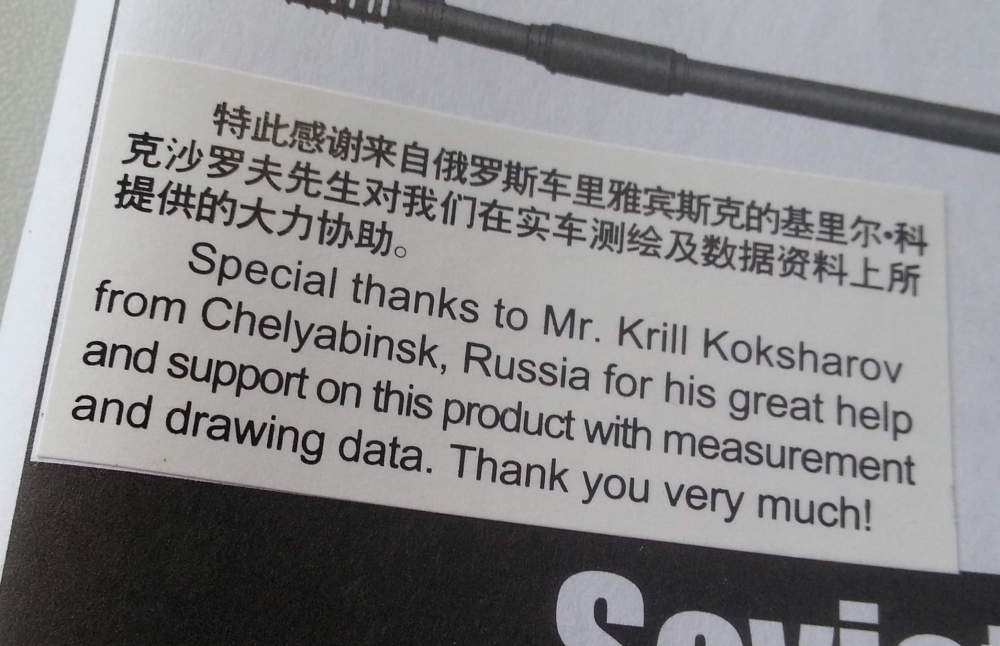 特此感谢来自俄罗斯车里雅宾斯克的基里尔·科
克沙罗夫先生对我们在实车测绘及数据资料上所
提供的大力协助。
Special thanks to Mr. Krill Koksharov
from Chelyabinsk, Russia for his great help
and support on this product with measurement
and drawing data. Thank you very much!
Soviet